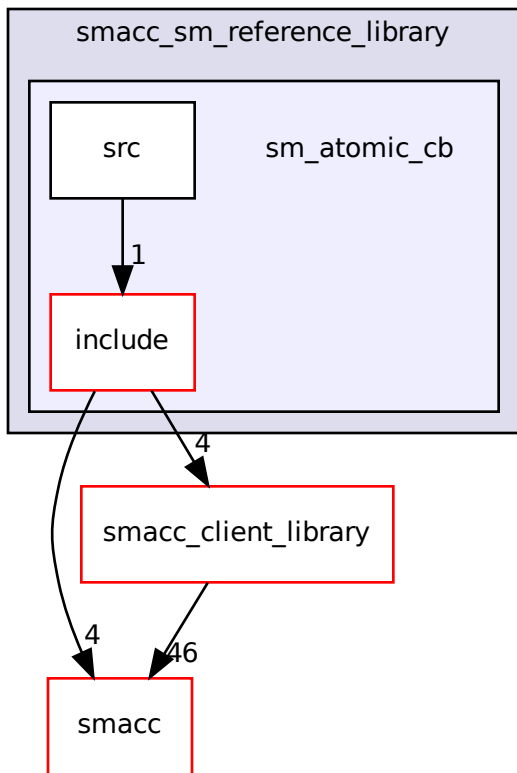 smacc_sm_reference_library
src
sm_atomic_cb
1
include
4
smacc_client_library
4
46
smacc